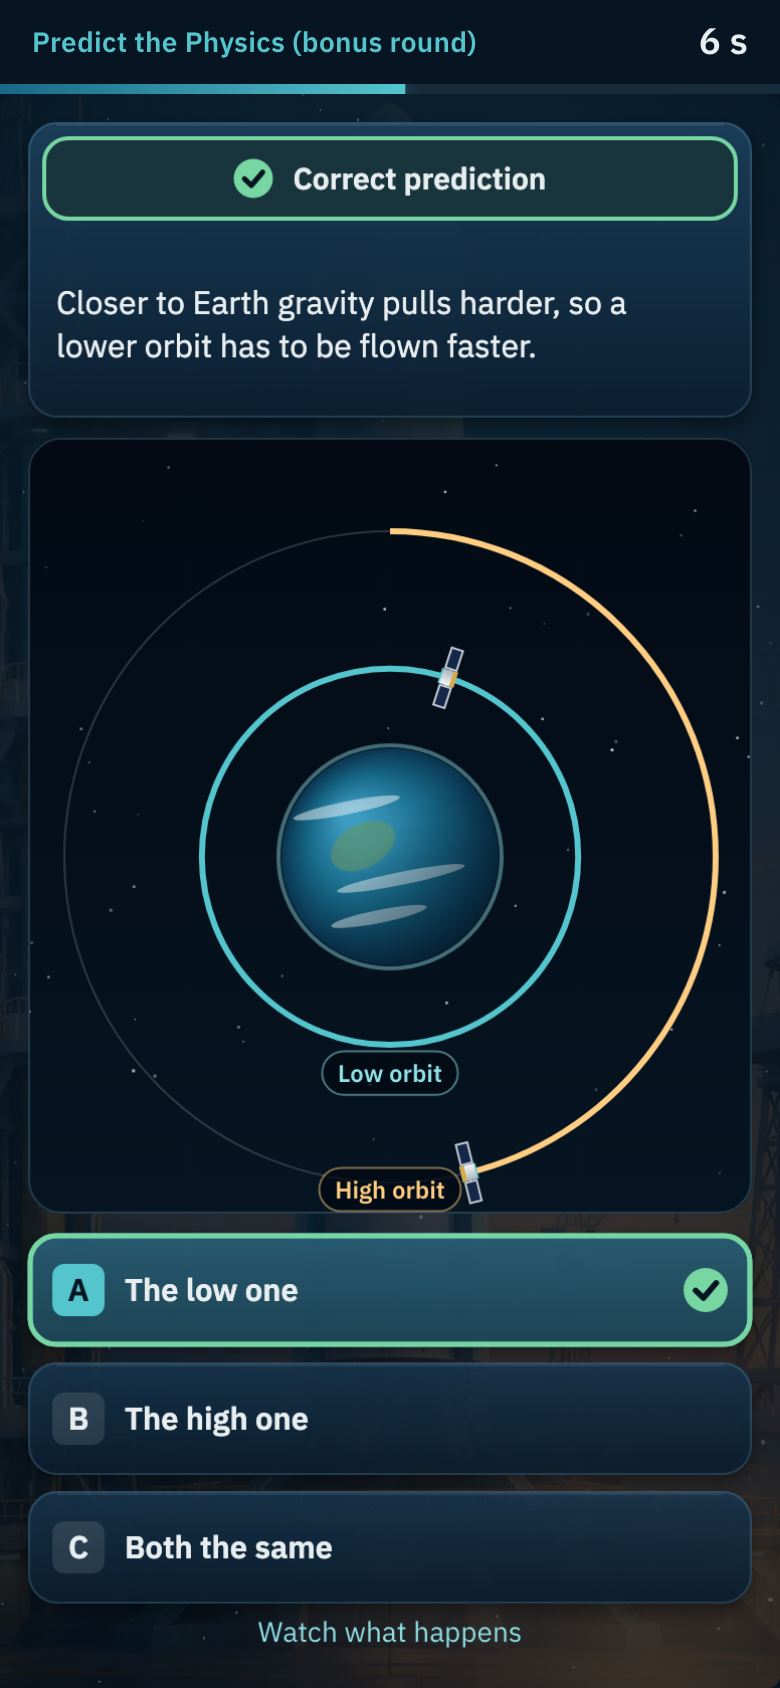 Predict the Physics (bonus round)
6 s
Correct prediction
Closer to Earth gravity pulls harder, so a
lower orbit has to be flown faster.
Low orbit
High orbit
A The low one
B The high one
C Both the same
Watch what happens